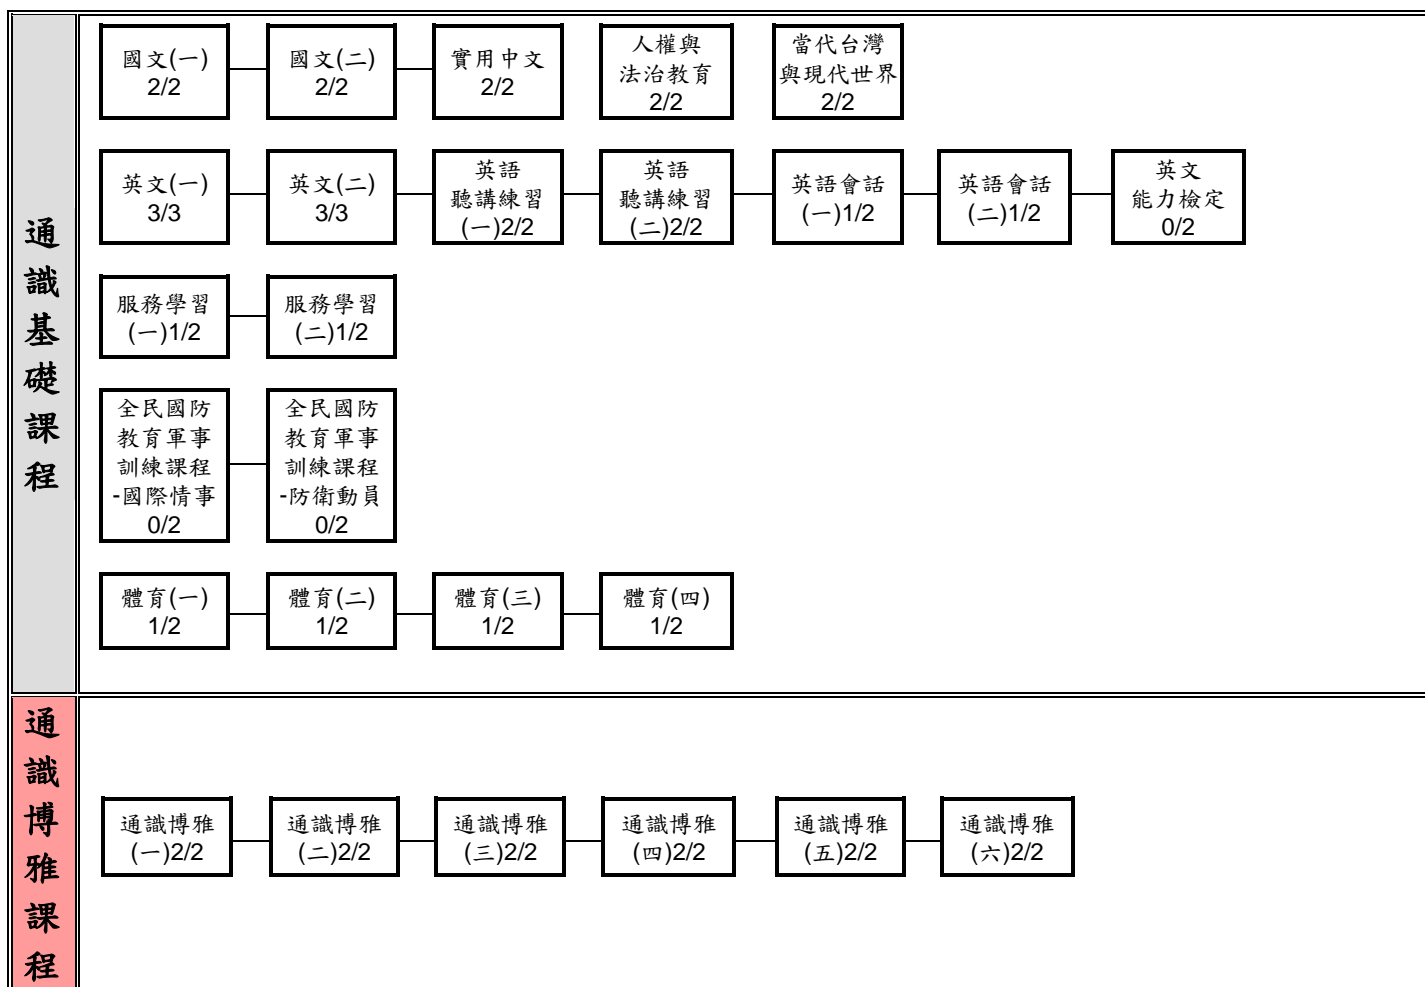 通識基礎課程
國文(一)
2/2
國文(二)
2/2
實用中文
2/2
人權與
法治教育
2/2
當代台灣
與現代世界
2/2
英文(一)
3/3
英文(二)
3/3
英語
聽講練習
(一)2/2
英語
聽講練習
(二)2/2
英語會話
(一)1/2
英語會話
(二)1/2
英文
能力檢定
0/2
服務學習
(一)1/2
服務學習
(二)1/2
全民國防
教育軍事
訓練課程
-國際情事
0/2
全民國防
教育軍事
訓練課程
-防衛動員
0/2
體育(一)
1/2
體育(二)
1/2
體育(三)
1/2
體育(四)
1/2
通識博雅課程
通識博雅
(一)2/2
通識博雅
(二)2/2
通識博雅
(三)2/2
通識博雅
(四)2/2
通識博雅
(五)2/2
通識博雅
(六)2/2